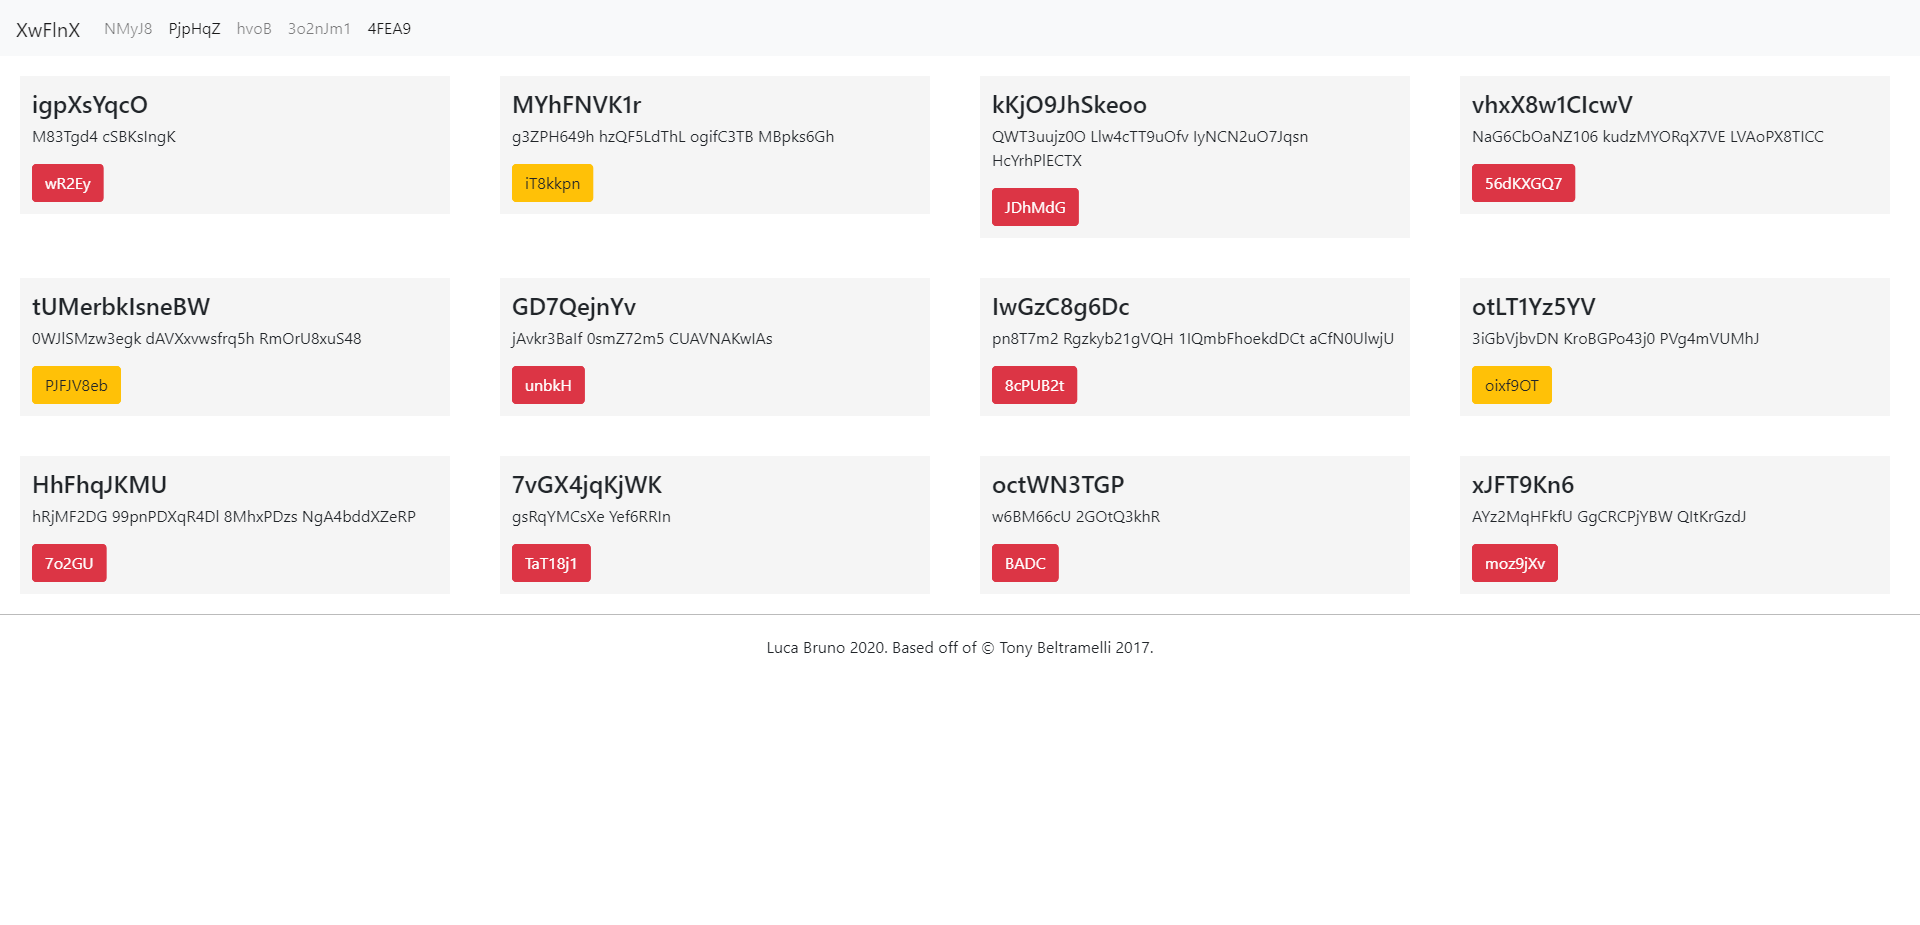 XwFlnX NMyJ8 PjpHqZ hvoB 3o2nJm1 4FEA9
igpXsYqcO
M83Tgd4 cSBKsIngK
wR2Ey
MYhFNVK1r
g3ZPH649h hzQF5LdThL ogifC3TB MBpks6Gh
iT8kkpn
kKjO9JhSkeoo
QWT3uujz0O Llw4cTT9uOfv IyNCN2uO7Jqsn
HcYrhPlECTX
JDhMdG
vhxX8w1CIcwV
NaG6CbOaNZ106 kudzMYORqX7VE LVAoPX8TICC
56dKXGQ7
tUMerbkIsneBW
0WJlSMzw3egk dAVXxvwsfrq5h RmOrU8xuS48
PJFJV8eb
GD7QejnYv
jAvkr3BaIf 0smZ72m5 CUAVNAKwIAs
unbkH
IwGzC8g6Dc
pn8T7m2 Rgzkyb21gVQH 1IQmbFhoekdDCt aCfN0UlwjU
8cPUB2t
otLT1Yz5YV
3iGbVjbvDN KroBGPo43j0 PVg4mVUMhJ
oixf9OT
HhFhqJKMU
hRjMF2DG 99pnPDXqR4Dl 8MhxPDzs NgA4bddXZeRP
7o2GU
7vGX4jqKjWK
gsRqYMCsXe Yef6RRIn
TaT18j1
octWN3TGP
w6BM66cU 2GOtQ3khR
BADC
xJFT9Kn6
AYz2MqHFkfU GgCRCPjYBW QItKrGzdJ
moz9jXv
Luca Bruno 2020. Based off of © Tony Beltramelli 2017.